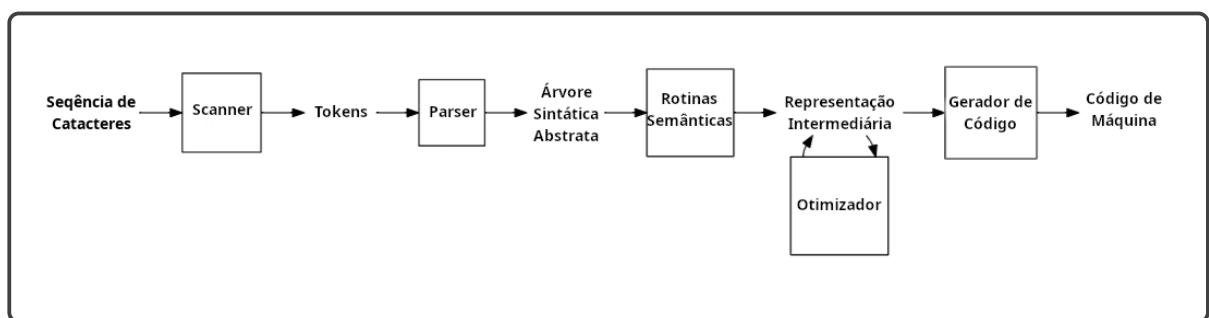 Seqência de
Catacteres
Scanner
Tokens
Parser
Árvore
Sintática
Abstrata
Rotinas
Semânticas
Representação
Intermediária
Otimizador
Gerador de
Código
Código de
Máquina